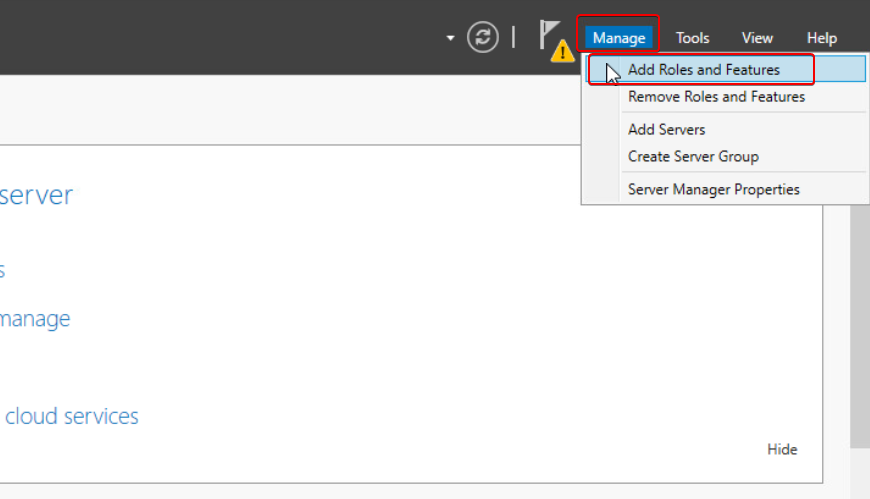 Manage Tools View Help
Add Roles and Features
Remove Roles and Features
Add Servers
Create Server Group
Server Manager Properties
server
s
manage
cloud services
Hide